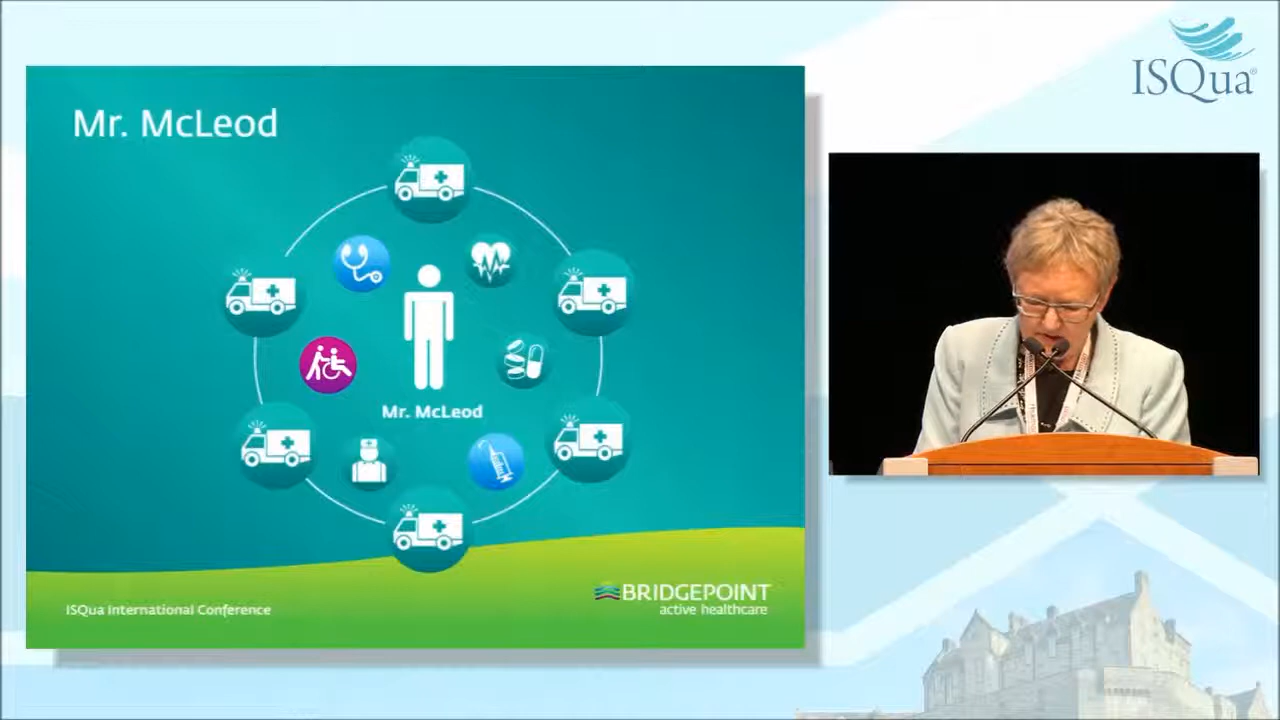 Mr. McLeod
Mr. McLeod
ISQua International Conference
BRIDGEPOINT
active healthcare
ISQua®